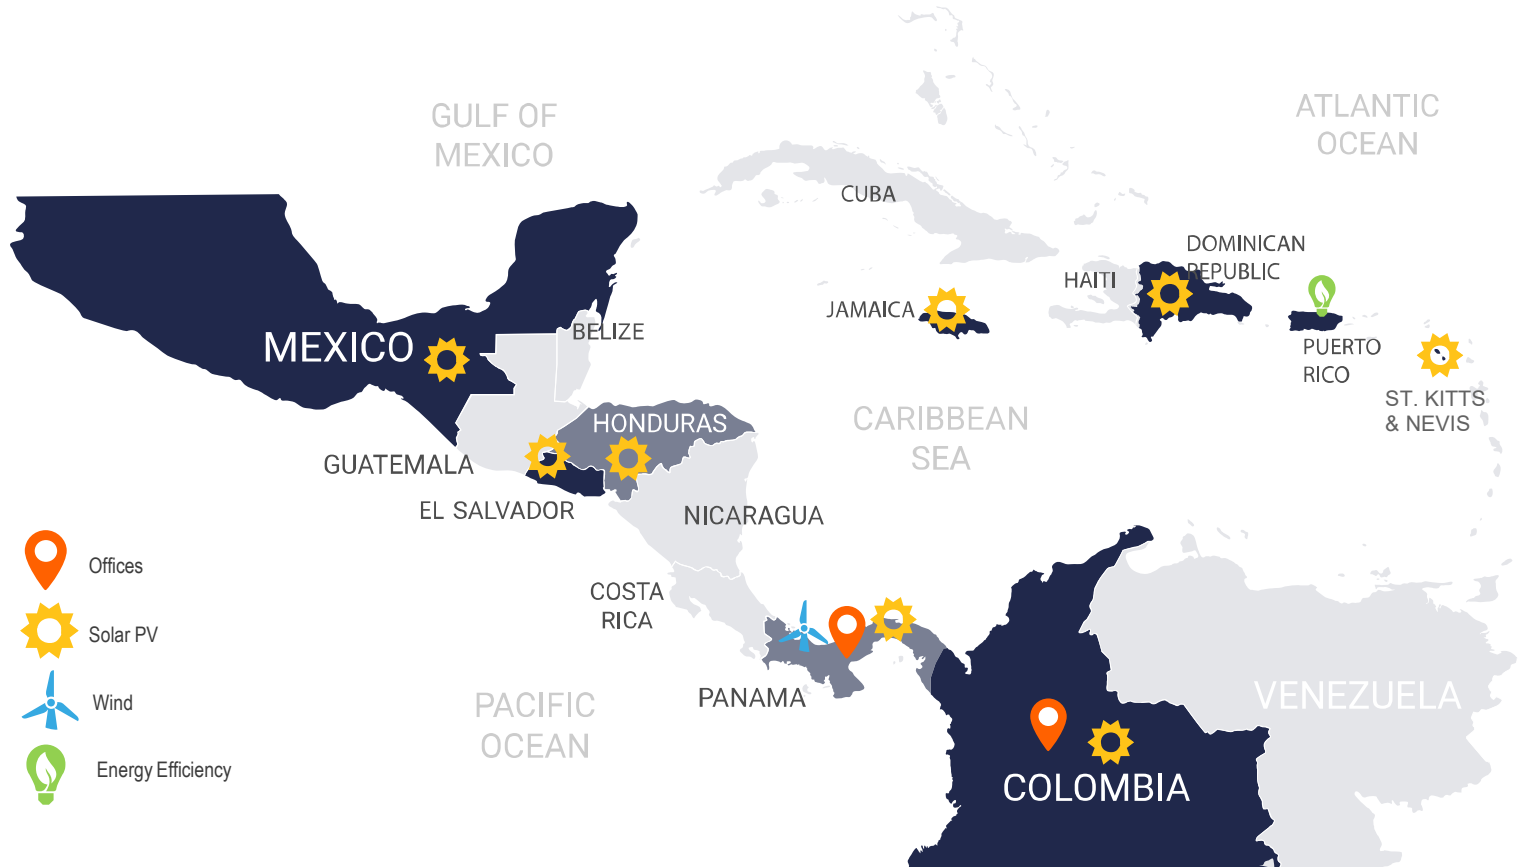 GULF OF
MEXICO
ATLANTIC
OCEAN
CUBA
DOMINICAN
REPUBLIC
HAITI
JAMAICA
BELIZE
MEXICO
PUERTO
RICO
ST. KITTS
& NEVIS
HONDURAS
CARIBBEAN
SEA
GUATEMALA
EL SALVADOR
NICARAGUA
Offices
COSTA
RICA
Solar PV
PANAMA
VENEZUELA
Wind
PACIFIC
OCEAN
Energy Efficiency
COLOMBIA